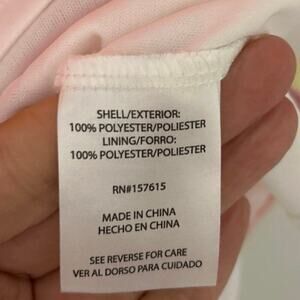 SHELL/EXTERIOR:
100% POLYESTER/POLIESTER
LINING/FORRO:
100% POLYESTER/POLIESTER
RN#157615
MADE IN CHINA
HECHO EN CHINA
SEE REVERSE FOR CARE
VER AL DORSO PARA CUIDADO